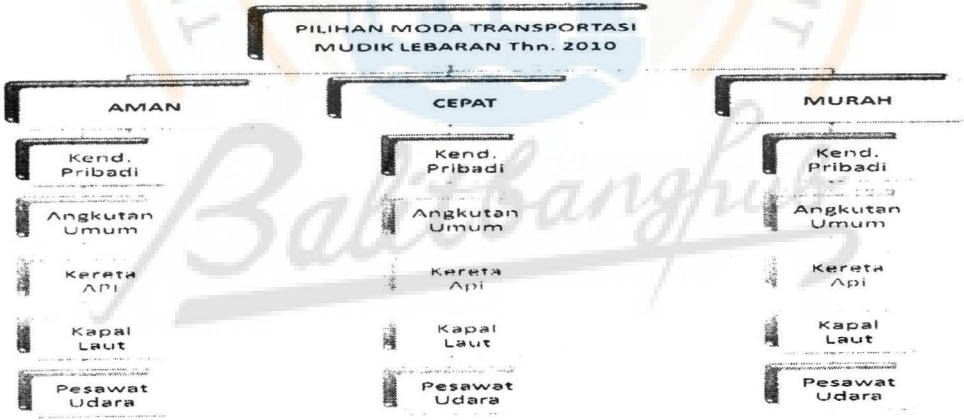 PILIHAN MODA TRANSPORTASI
MUDIK LEBARAN Thn. 2010
AMAN
CEPAT
MURAH
Kend.
Pribadi
Kend.
Pribadi
Kend.
Pribadi
Angkutan
Umum
Angkutan
Umum
Angkutan
Umum
Kereta
API
Kereta
Api
Kereta
Api
Kapal
Laut
Kapal
Laut
Kapal
Laut
Pesawat
Udara
Pesawat
Udara
Pesawat
Udara
Balitbanghub